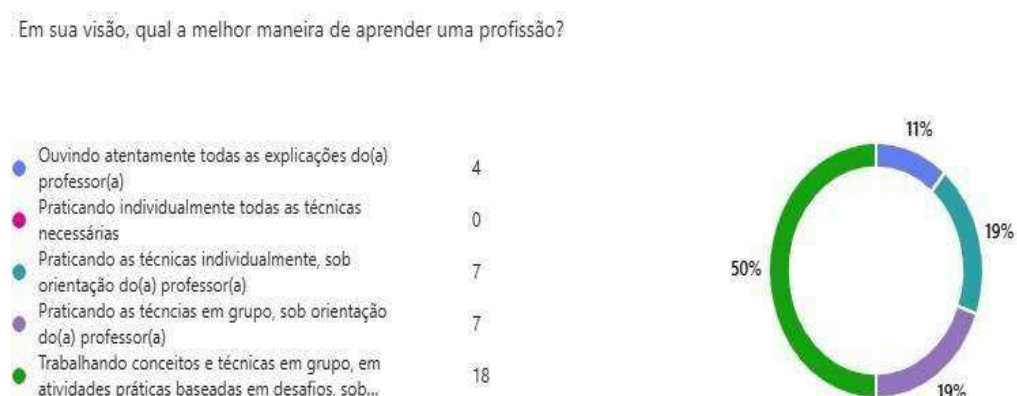 . Em sua visão, qual a melhor maneira de aprender uma profissão?
11%
Ouvindo atentamente todas as explicações do(a)
professor(a)
4
Praticando individualmente todas as técnicas
necessárias
0
Praticando as técnicas individualmente, sob
orientação do(a) professor(a)
7
19%
50%
Praticando as técncias em grupo, sob orientação
do(a) professor(a)
7
Trabalhando conceitos e técnicas em grupo, em
atividades práticas baseadas em desafios, sob...
18
19%